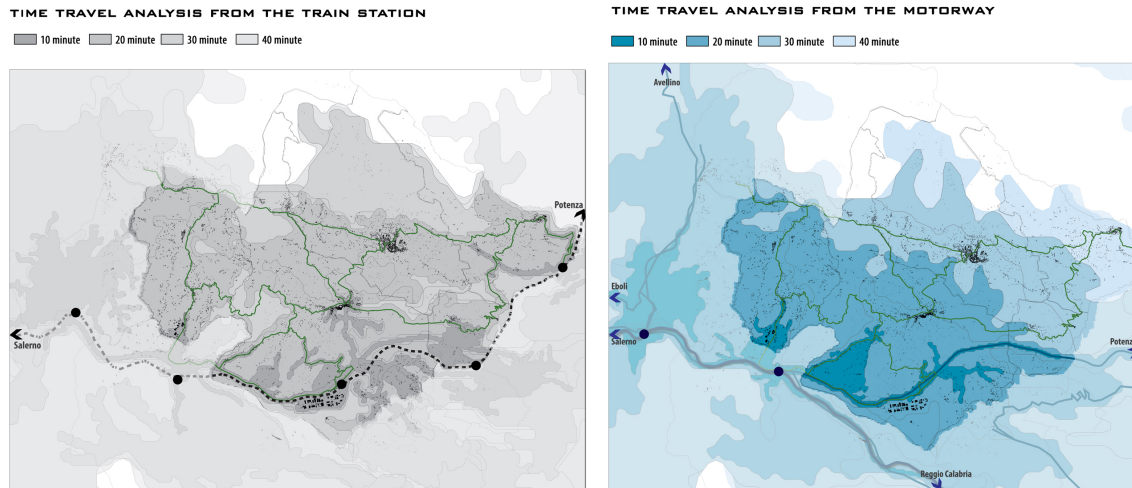 TIME TRAVEL ANALYSIS FROM THE TRAIN STATION
10 minute 20 minute 30 minute 40 minute
Potenza
Salerno
TIME TRAVEL ANALYSIS FROM THE MOTORWAY
10 minute 20 minute 30 minute 40 minute
Avellino
Eboli
Salerno
Potenz
Reggio Calabria